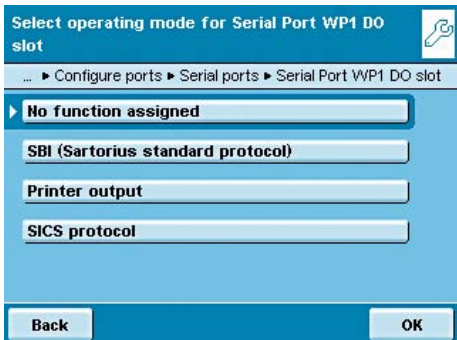 Select operating mode for Serial Port WP1 DO
slot
... ▸ Configure ports ▸ Serial ports ▸ Serial Port WP1 DO slot
No function assigned
SBI (Sartorius standard protocol)
Printer output
SICS protocol
Back
OK